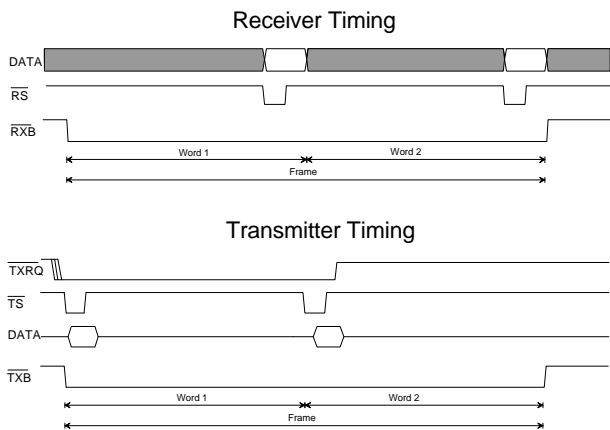 Receiver Timing
DATA
RS
RXB
Word 1 Word 2
Frame
Transmitter Timing
TXRQ
TS
DATA
TXB
Word 1 Word 2
Frame